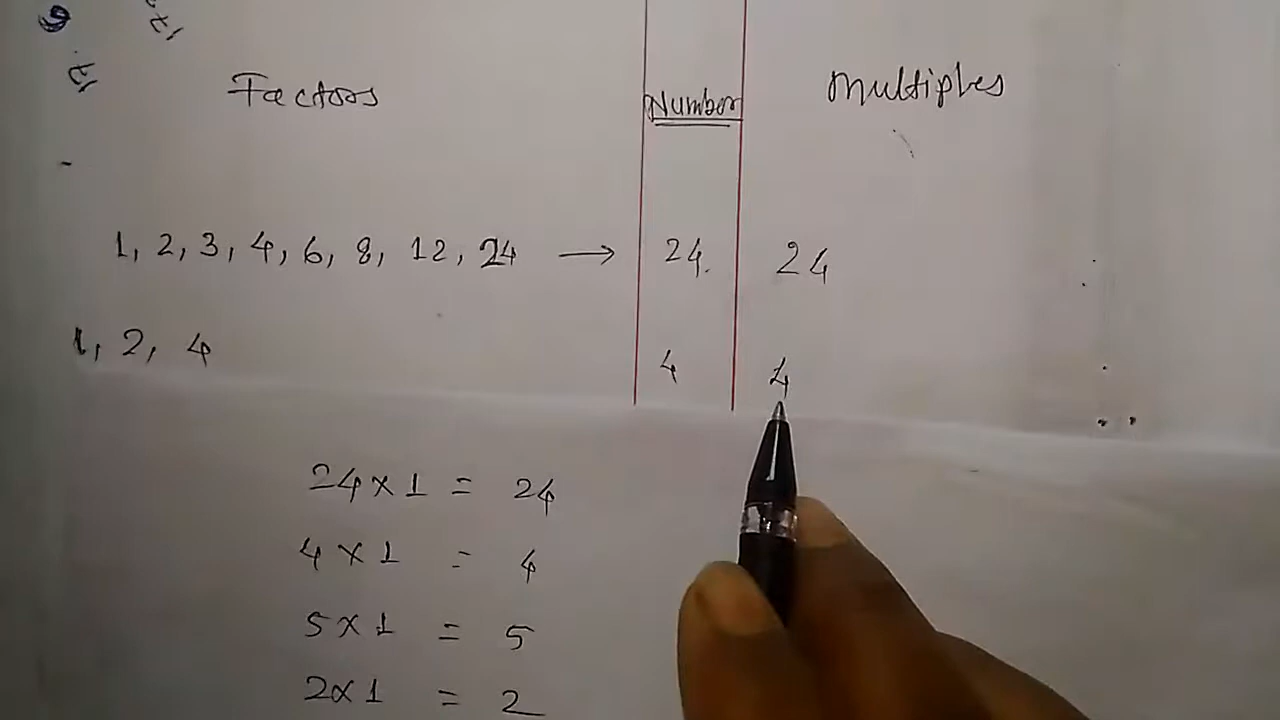 Factors Number Multiples
1, 2, 3, 4, 6, 8, 12, 24 → 24. 24
1, 2, 4 4 4
24 × 1 = 24
4 × 1 = 4
5 × 1 = 5
2 × 1 = 2